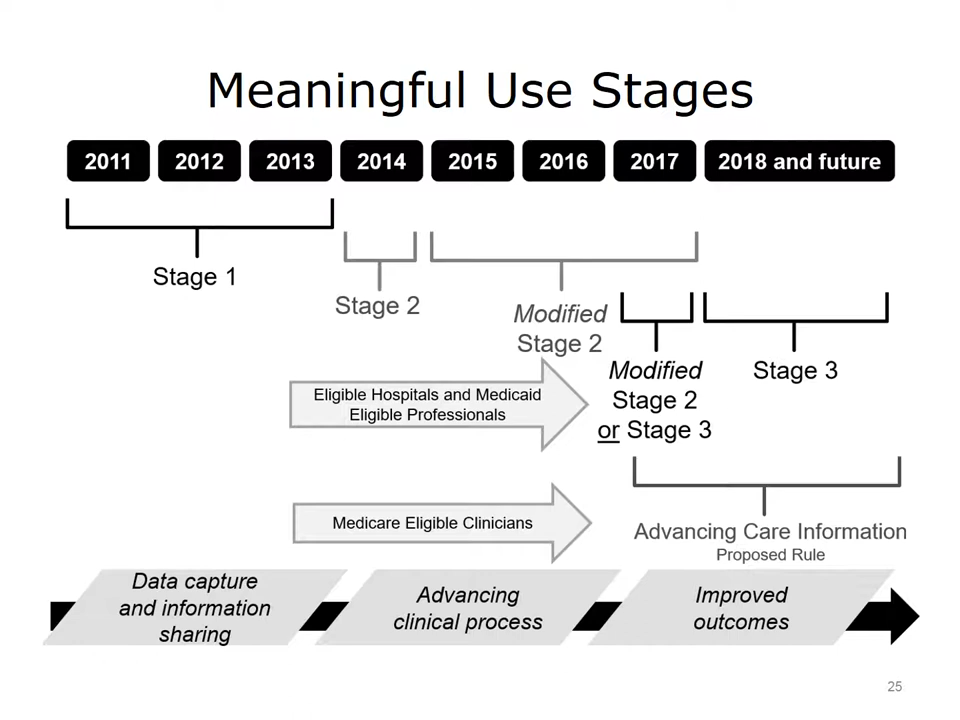 Meaningful Use Stages
2011 2012 2013 2014 2015 2016 2017 2018 and future
Stage 1
Stage 2
Modified
Stage 2
Modified
Stage 2
or Stage 3
Stage 3
Eligible Hospitals and Medicaid
Eligible Professionals
Medicare Eligible Clinicians
Advancing Care Information
Proposed Rule
Data capture
and information
sharing
Advancing
clinical process
Improved
outcomes
25